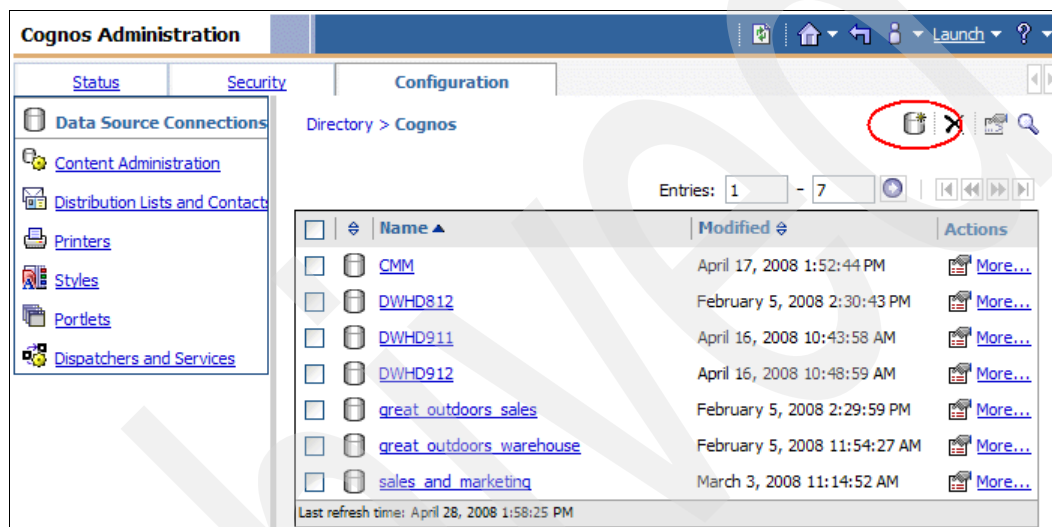 Cognos Administration
Launch ?
Status Security Configuration
Data Source Connections
Content Administration
Distribution Lists and Contacts
Printers
Styles
Portlets
Dispatchers and Services
Directory > Cognos
Entries: 1 - 7
Name Modified Actions
CMM April 17, 2008 1:52:44 PM More...
DWHD812 February 5, 2008 2:30:43 PM More...
DWHD911 April 16, 2008 10:43:58 AM More...
DWHD912 April 16, 2008 10:48:59 AM More...
great_outdoors_sales February 5, 2008 2:29:59 PM More...
great_outdoors_warehouse February 5, 2008 11:54:27 AM More...
sales_and_marketing March 3, 2008 11:14:52 AM More...
Last refresh time: April 28, 2008 1:58:25 PM